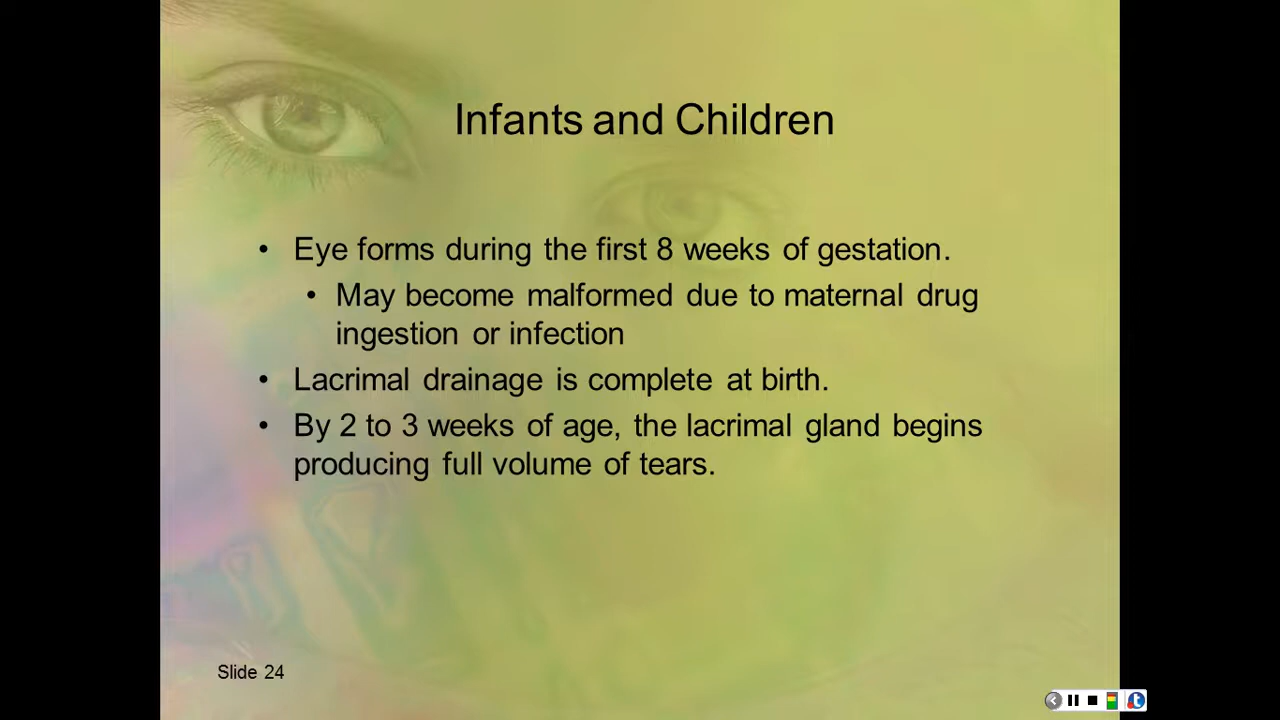 Infants and Children
• Eye forms during the first 8 weeks of gestation.
• May become malformed due to maternal drug
ingestion or infection
• Lacrimal drainage is complete at birth.
• By 2 to 3 weeks of age, the lacrimal gland begins
producing full volume of tears.
Slide 24